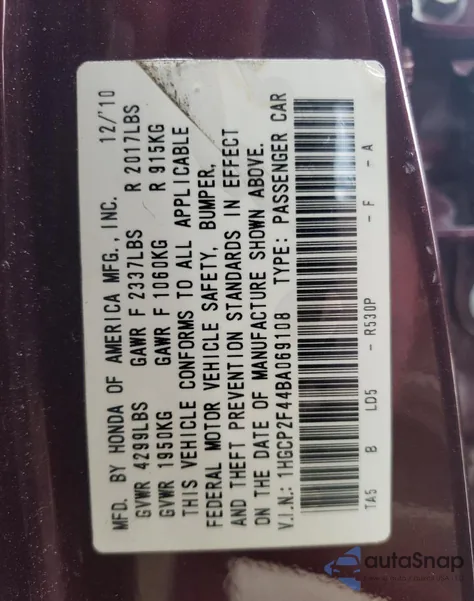 MFD. BY HONDA OF AMERICA MFG., INC. 12/'10
GVWR 4299LBS GAWR F 2337LBS R 2017LBS
GVWR 1950KG GAWR F 1060KG R 915KG
THIS VEHICLE CONFORMS TO ALL APPLICABLE
FEDERAL MOTOR VEHICLE SAFETY, BUMPER,
AND THEFT PREVENTION STANDARDS IN EFFECT
ON THE DATE OF MANUFACTURE SHOWN ABOVE.
V.I.N.: 1HGCP2F44BA069108 TYPE: PASSENGER CAR
TA5 B LD5 - R530P - F - A
autoSnap